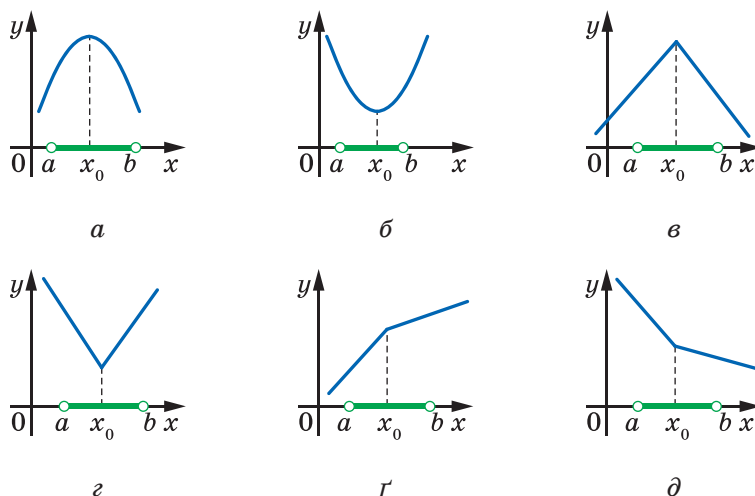 y y y
0 a x₀ b x 0 a x₀ b x 0 a x₀ b x
а б в
y y y
0 a x₀ b x 0 a x₀ b x 0 a x₀ b x
г ґ д